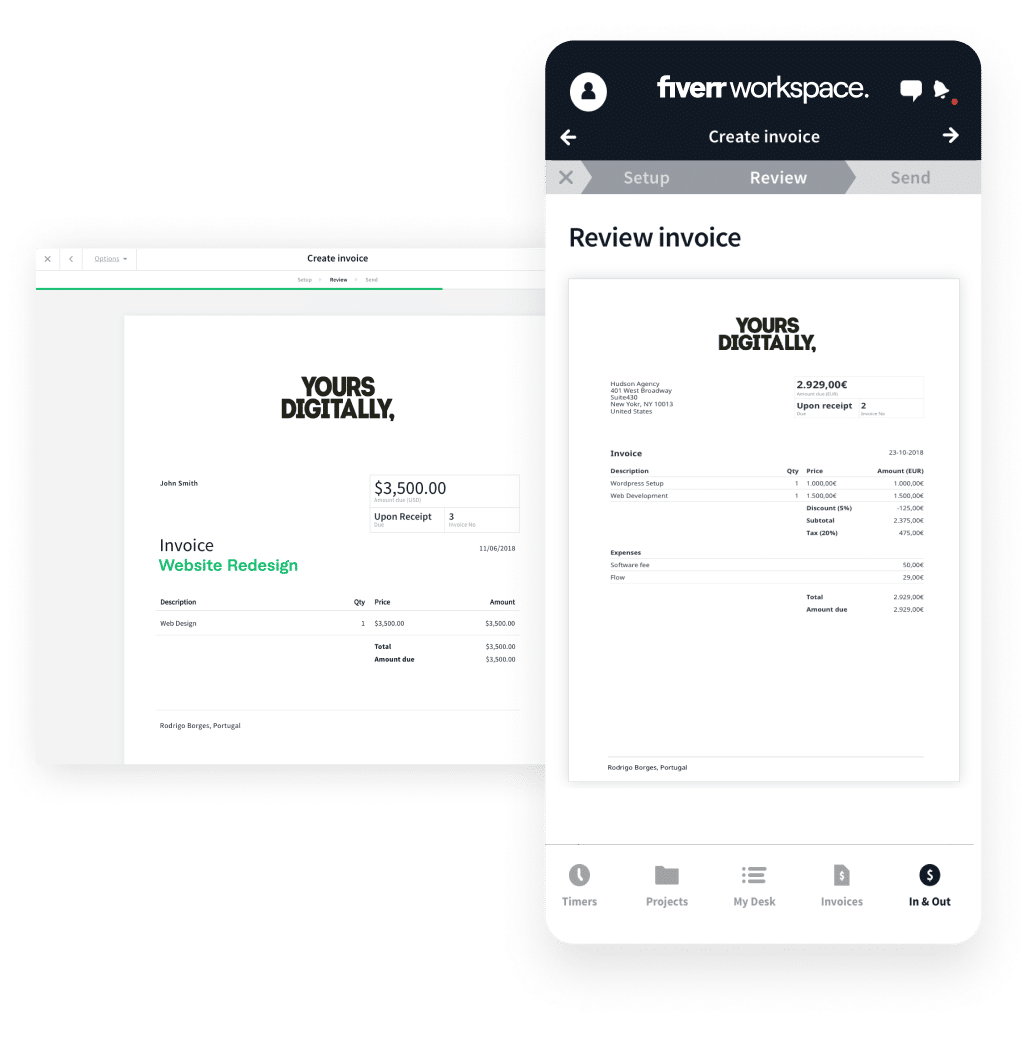 Create invoice
Options
Setup > Review > Send
YOURS
DIGITALLY,
John Smith
$3,500.00
Amount due (USD)
Upon Receipt 3
Due Invoice No
Invoice 11/06/2018
Website Redesign
Description Qty Price Amount
Web Design 1 $3,500.00 $3,500.00
Total $3,500.00
Amount due $3,500.00
Rodrigo Borges, Portugal
fiverr workspace.
Create invoice
Setup Review Send
Review invoice
YOURS
DIGITALLY,
Hudson Agency
401 West Broadway
Suite430
New Yokr, NY 10013
United States
2.929,00€
Amount due (EUR)
Upon receipt 2
Due Invoice No
Invoice 23-10-2018
Description Qty Price Amount (EUR)
Wordpress Setup 1 1.000,00€ 1.000,00€
Web Development 1 1.500,00€ 1.500,00€
Discount (5%) -125,00€
Subtotal 2.375,00€
Tax (20%) 475,00€
Expenses
Software fee 50,00€
Flow 29,00€
Total 2.929,00€
Amount due 2.929,00€
Rodrigo Borges, Portugal
Timers Projects My Desk Invoices In & Out